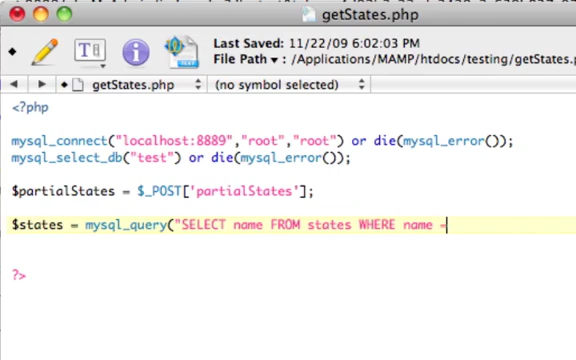 getStates.php
Last Saved: 11/22/09 6:02:03 PM
File Path ▾ : /Applications/MAMP/htdocs/testing/getStates.p
getStates.php
(no symbol selected)
<?php
mysql_connect("localhost:8889","root","root") or die(mysql_error());
mysql_select_db("test") or die(mysql_error());
$partialStates = $_POST['partialStates'];
$states = mysql_query("SELECT name FROM states WHERE name =
?>